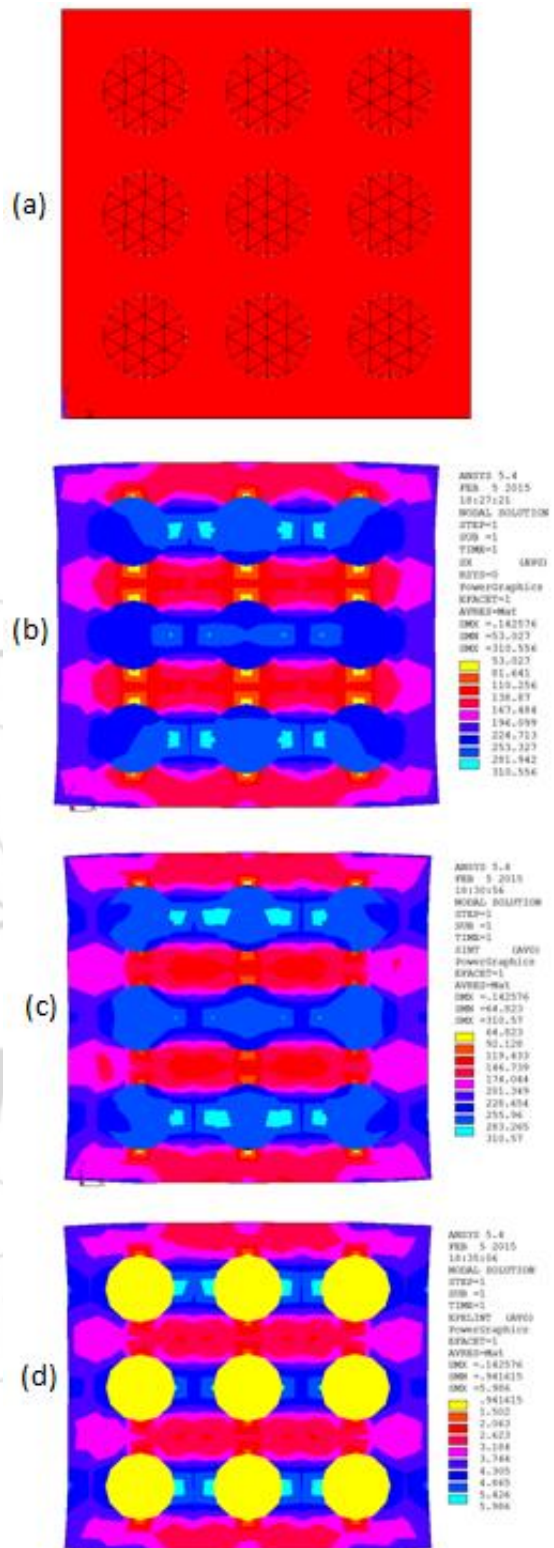 (a)
(b)
ANSYS 5.4
FEB 5 2015
18:27:21
NODAL SOLUTION
STEP=1
SUB =1
TIME=1
SX (AVG)
RSYS=0
PowerGraphics
EFACET=1
AVRES=Mat
DMX =.142576
SMN =53.027
SMX =310.556
53.027
81.641
110.256
138.87
167.484
196.099
224.713
253.327
281.942
310.556
(c)
ANSYS 5.4
FEB 5 2015
18:30:56
NODAL SOLUTION
STEP=1
SUB =1
TIME=1
SINT (AVG)
PowerGraphics
EFACET=1
AVRES=Mat
DMX =.142576
SMN =64.823
SMX =310.57
64.823
92.128
119.433
146.739
174.044
201.349
228.654
255.96
283.265
310.57
(d)
ANSYS 5.4
FEB 5 2015
NODAL SOLUTION
STEP=1
SUB =1
TIME=1
EPELINT (AVG)
PowerGraphics
EFACET=1
AVRES=Mat
DMX =.142576
SMN =.941615
SMX =5.986
.941615
1.502
2.063
2.623
3.184
3.744
4.305
4.865
5.426
5.986